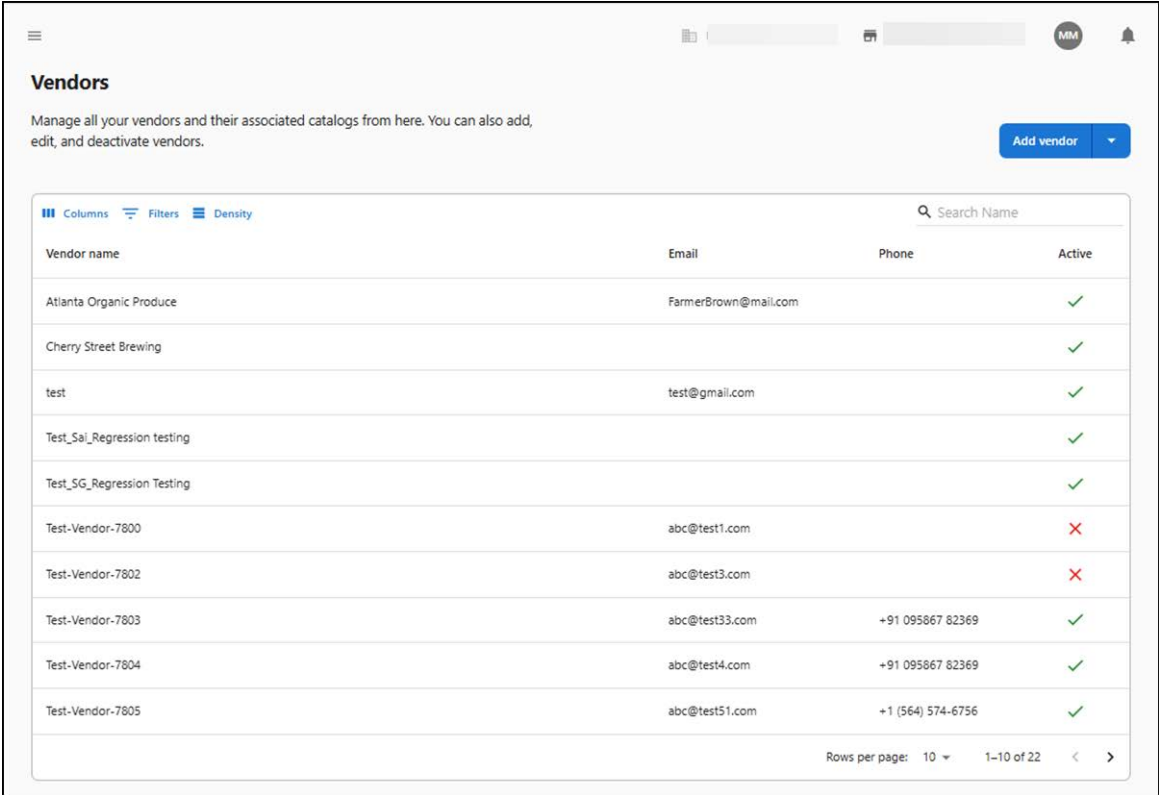 MM
Vendors
Manage all your vendors and their associated catalogs from here. You can also add,
edit, and deactivate vendors.
Add vendor
Columns Filters Density Search Name
Vendor name Email Phone Active
Atlanta Organic Produce FarmerBrown@mail.com
Cherry Street Brewing
test test@gmail.com
Test_Sai_Regression testing
Test_SG_Regression Testing
Test-Vendor-7800 abc@test1.com
Test-Vendor-7802 abc@test3.com
Test-Vendor-7803 abc@test33.com +91 095867 82369
Test-Vendor-7804 abc@test4.com +91 095867 82369
Test-Vendor-7805 abc@test51.com +1 (564) 574-6756
Rows per page: 10 1–10 of 22